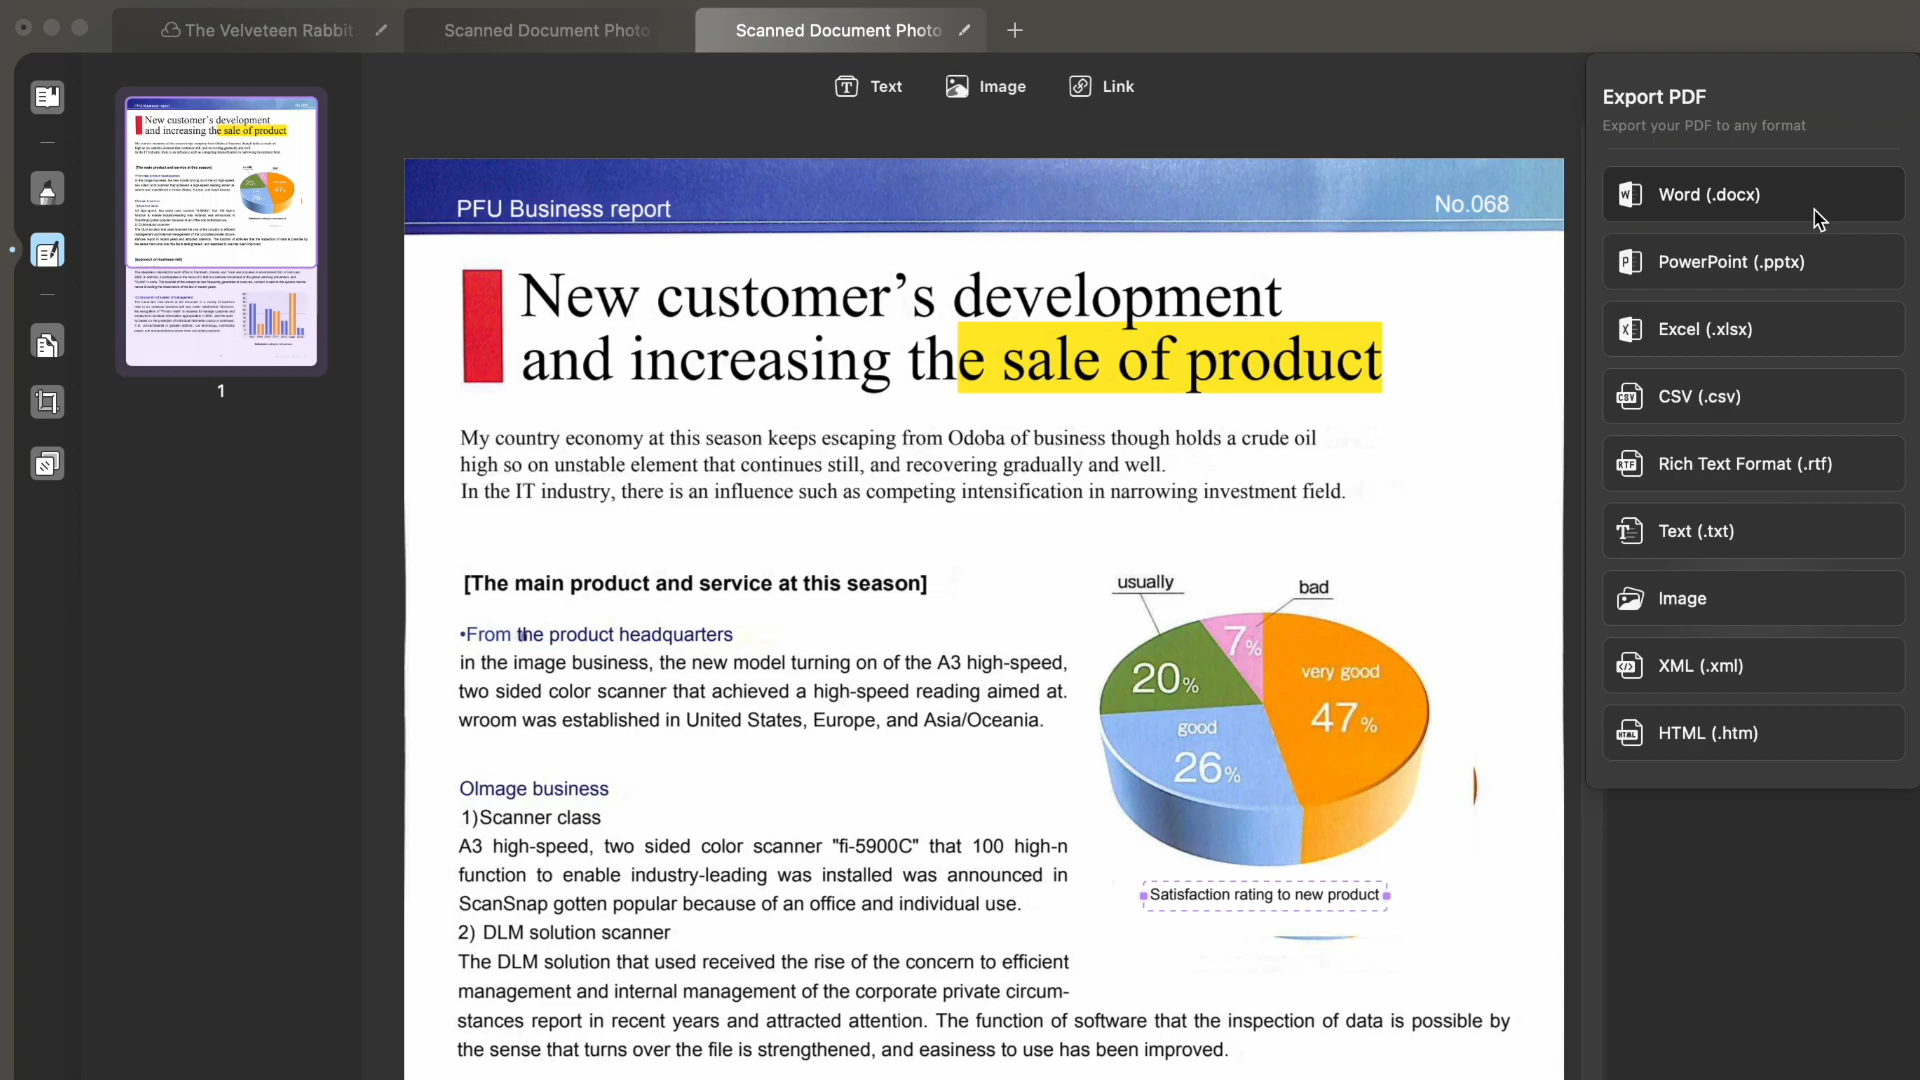 The Velveteen Rabbit
Scanned Document Photo
Scanned Document Photo
Text
Image
Link
Export PDF
Export your PDF to any format
Word (.docx)
PowerPoint (.pptx)
Excel (.xlsx)
CSV (.csv)
Rich Text Format (.rtf)
Text (.txt)
Image
XML (.xml)
HTML (.htm)
1
PFU Business report
No.068
New customer's development
and increasing the sale of product
My country economy at this season keeps escaping from Odoba of business though holds a crude oil
high so on unstable element that continues still, and recovering gradually and well.
In the IT industry, there is an influence such as competing intensification in narrowing investment field.
[The main product and service at this season]
•From the product headquarters
in the image business, the new model turning on of the A3 high-speed,
two sided color scanner that achieved a high-speed reading aimed at.
wroom was established in United States, Europe, and Asia/Oceania.
OImage business
1)Scanner class
A3 high-speed, two sided color scanner "fi-5900C" that 100 high-n
function to enable industry-leading was installed was announced in
ScanSnap gotten popular because of an office and individual use.
2) DLM solution scanner
The DLM solution that used received the rise of the concern to efficient
management and internal management of the corporate private circum-
stances report in recent years and attracted attention. The function of software that the inspection of data is possible by
the sense that turns over the file is strengthened, and easiness to use has been improved.
usually
bad
7%
20%
very good
47%
good
26%
Satisfaction rating to new product